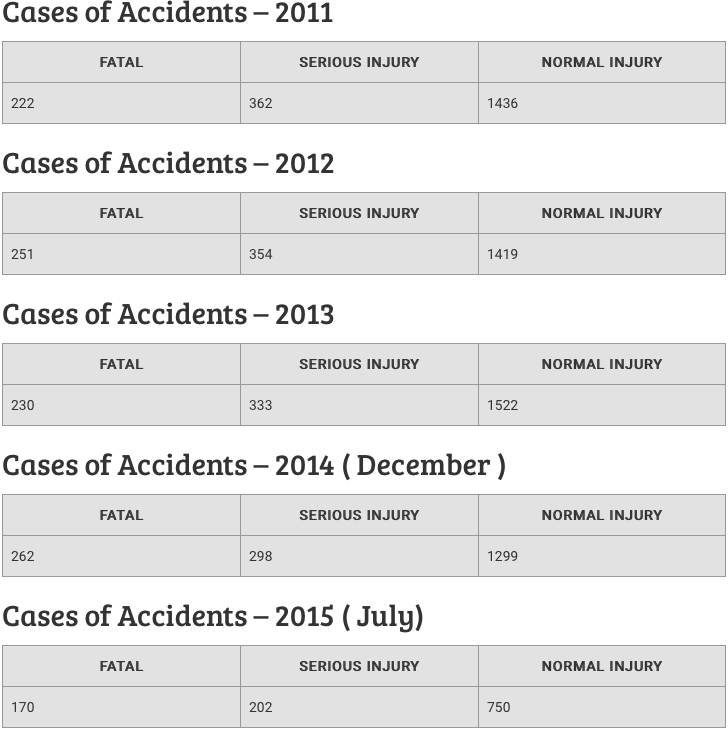 Cases of Accidents – 2011
FATAL SERIOUS INJURY NORMAL INJURY
222 362 1436
Cases of Accidents – 2012
FATAL SERIOUS INJURY NORMAL INJURY
251 354 1419
Cases of Accidents – 2013
FATAL SERIOUS INJURY NORMAL INJURY
230 333 1522
Cases of Accidents – 2014 ( December )
FATAL SERIOUS INJURY NORMAL INJURY
262 298 1299
Cases of Accidents – 2015 ( July)
FATAL SERIOUS INJURY NORMAL INJURY
170 202 750